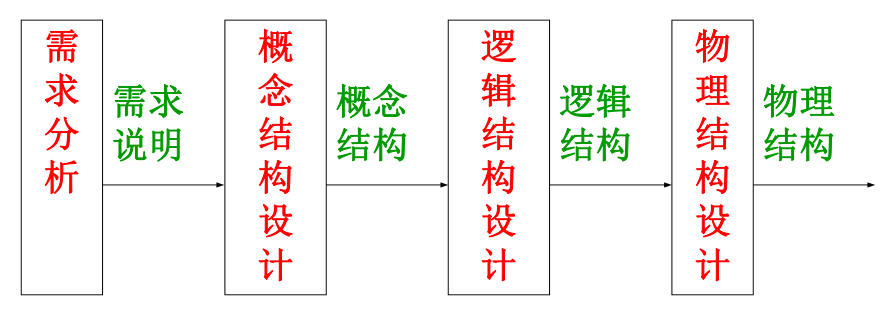 需求分析
需求
说明
概念结构设计
概念
结构
逻辑结构设计
逻辑
结构
物理结构设计
物理
结构